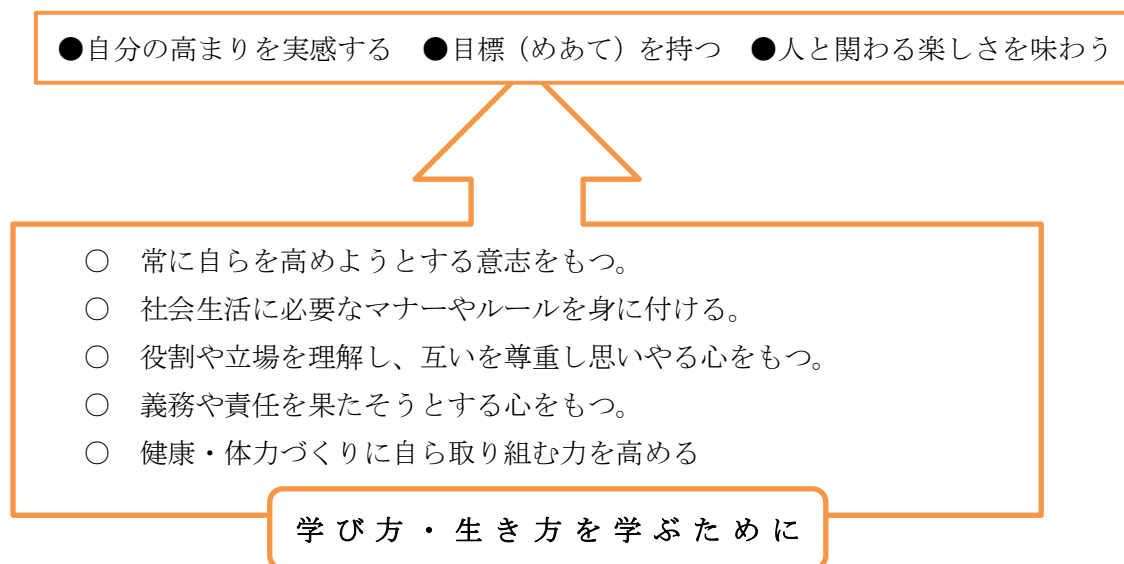 ●自分の高まりを実感する　●目標（めあて）を持つ　●人と関わる楽しさを味わう
○　常に自らを高めようとする意志をもつ。
○　社会生活に必要なマナーやルールを身に付ける。
○　役割や立場を理解し、互いを尊重し思いやる心をもつ。
○　義務や責任を果たそうとする心をもつ。
○　健康・体力づくりに自ら取り組む力を高める
学び方・生き方を学ぶために